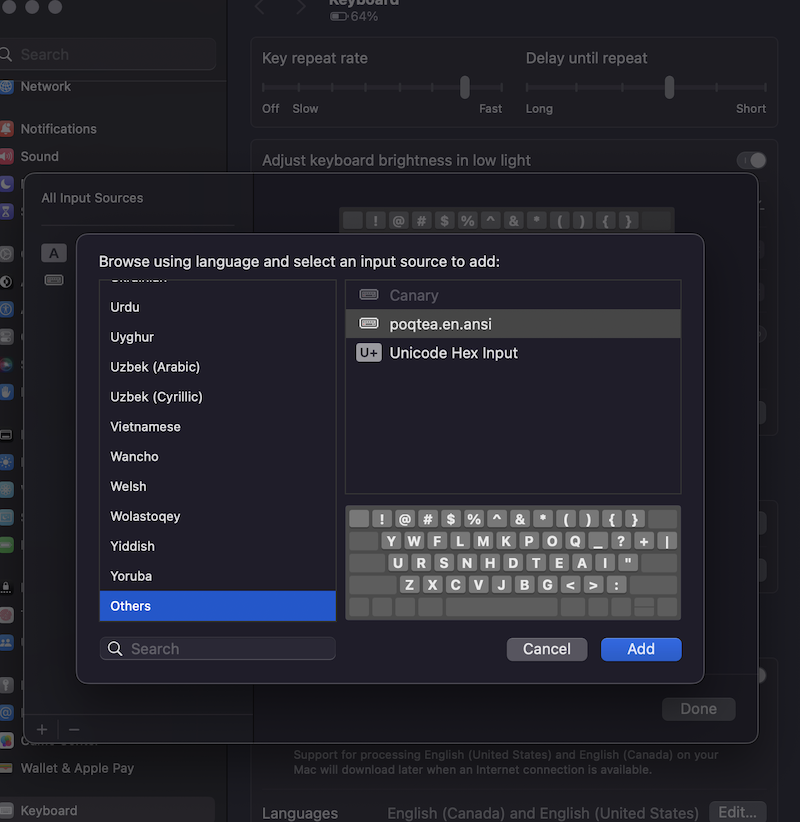 Keyboard
64%
Search
Network
Notifications
Sound
Key repeat rate
Delay until repeat
Off Slow Fast
Long Short
Adjust keyboard brightness in low light
All Input Sources
! @ # $ % ^ & * ( ) { }
A
Browse using language and select an input source to add:
Ukrainian
Urdu
Uyghur
Uzbek (Arabic)
Uzbek (Cyrillic)
Vietnamese
Wancho
Welsh
Wolastoqey
Yiddish
Yoruba
Others
Search
Canary
poqtea.en.ansi
U+ Unicode Hex Input
! @ # $ % ^ & * ( ) { }
Y W F L M K P O Q _ ? + |
U R S N H D T E A I "
Z X C V J B G < > :
Cancel Add
Done
+ −
Game Center
Wallet & Apple Pay
Keyboard
Support for processing English (United States) and English (Canada) on your
Mac will download later when an Internet connection is available.
Languages English (Canada) and English (United States) Edit...